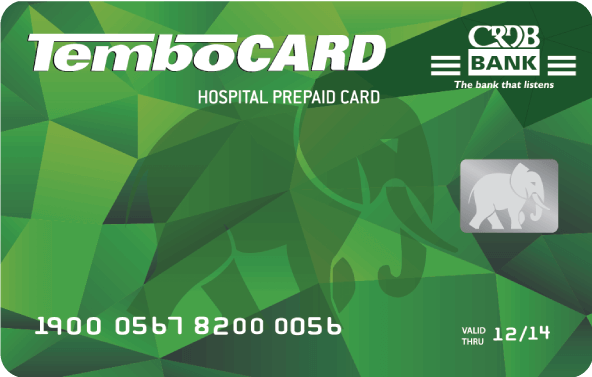 TemboCARD
HOSPITAL PREPAID CARD
CRDB
BANK
The bank that listens
1900 0567 8200 0056
VALID
THRU 12/14